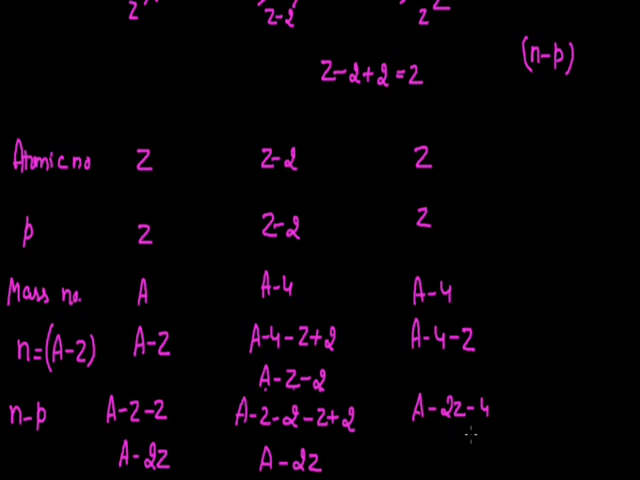 Z Z-2 Z
Z-2+2=Z (n-p)
Atomic no Z Z-2 Z
p Z Z-2 Z
Mass no. A A-4 A-4
n=(A-Z) A-Z A-4-Z+2 A-4-Z
A-Z-2
n-p A-Z-Z A-Z-2-Z+2 A-2Z-4
A-2Z A-2Z